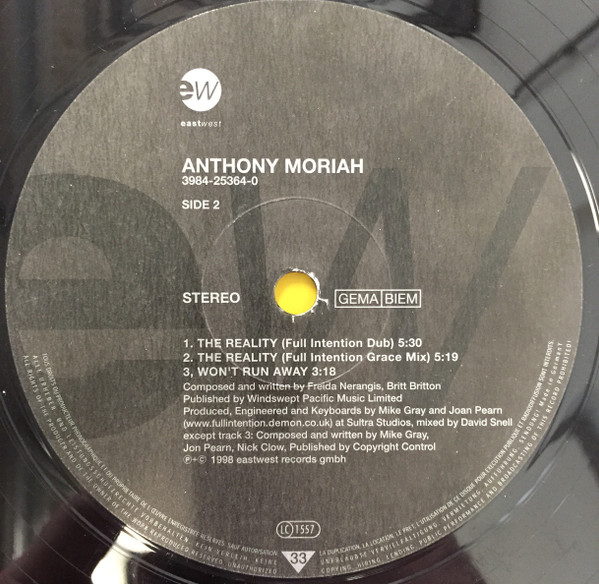 ew
eastwest
ANTHONY MORIAH
3984-25364-0
SIDE 2
STEREO
GEMA BIEM
1. THE REALITY (Full Intention Dub) 5:30
2. THE REALITY (Full Intention Grace Mix) 5:19
3, WON'T RUN AWAY 3:18
Composed and written by Freida Nerangis, Britt Britton
Published by Windswept Pacific Music Limited
Produced, Engineered and Keyboards by Mike Gray and Joan Pearn
(www.fullintention.demon.co.uk) at Sultra Studios, mixed by David Snell
except track 3: Composed and written by Mike Gray,
Jon Pearn, Nick Clow, Published by Copyright Control
℗+© 1998 eastwest records gmbh
LC 1557
33